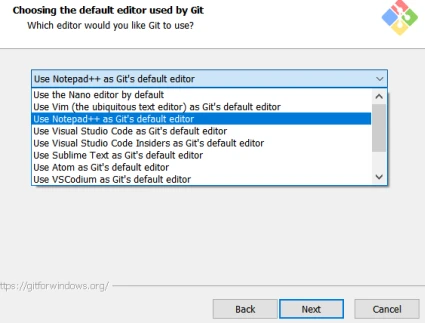 Choosing the default editor used by Git
Which editor would you like Git to use?
Use Notepad++ as Git's default editor
Use the Nano editor by default
Use Vim (the ubiquitous text editor) as Git's default editor
Use Notepad++ as Git's default editor
Use Visual Studio Code as Git's default editor
Use Visual Studio Code Insiders as Git's default editor
Use Sublime Text as Git's default editor
Use Atom as Git's default editor
Use VSCodium as Git's default editor
ttps://gitforwindows.org/
Back Next Cancel